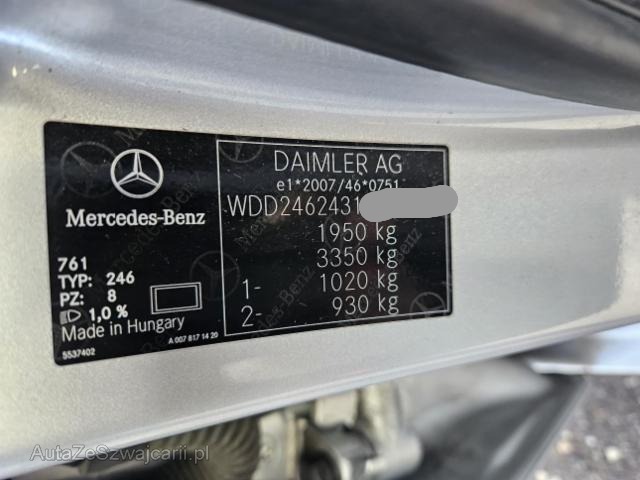 DAIMLER AG
e1*2007/46*0751
WDD2462431
1950 kg
3350 kg
1- 1020 kg
2- 930 kg
Mercedes-Benz
761
TYP: 246
PZ: 8
1,0 %
Made in Hungary
A 007 817 14 20
5537402
AutaZeSzwajcarii.pl